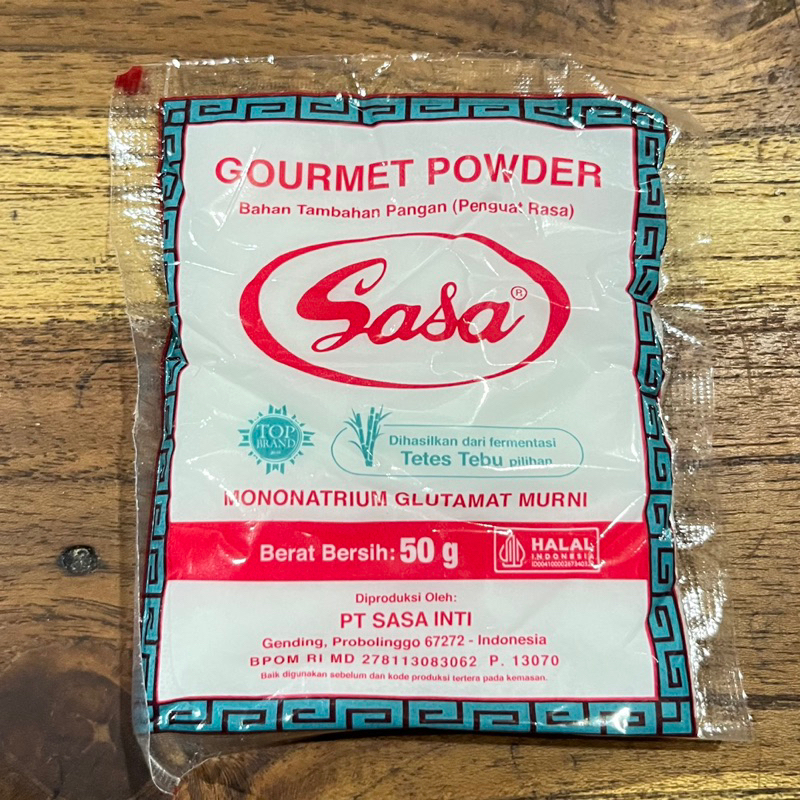 GOURMET POWDER
Bahan Tambahan Pangan (Penguat Rasa)
Sasa®
TOP
BRAND
Dihasilkan dari fermentasi
Tetes Tebu pilihan
MONONATRIUM GLUTAMAT MURNI
Berat Bersih: 50 g
HALAL
INDONESIA
Diproduksi Oleh:
PT SASA INTI
Gending, Probolinggo 67272 - Indonesia
BPOM RI MD 278113083062 P. 13070
Baik digunakan sebelum dan kode produksi tertera pada kemasan.